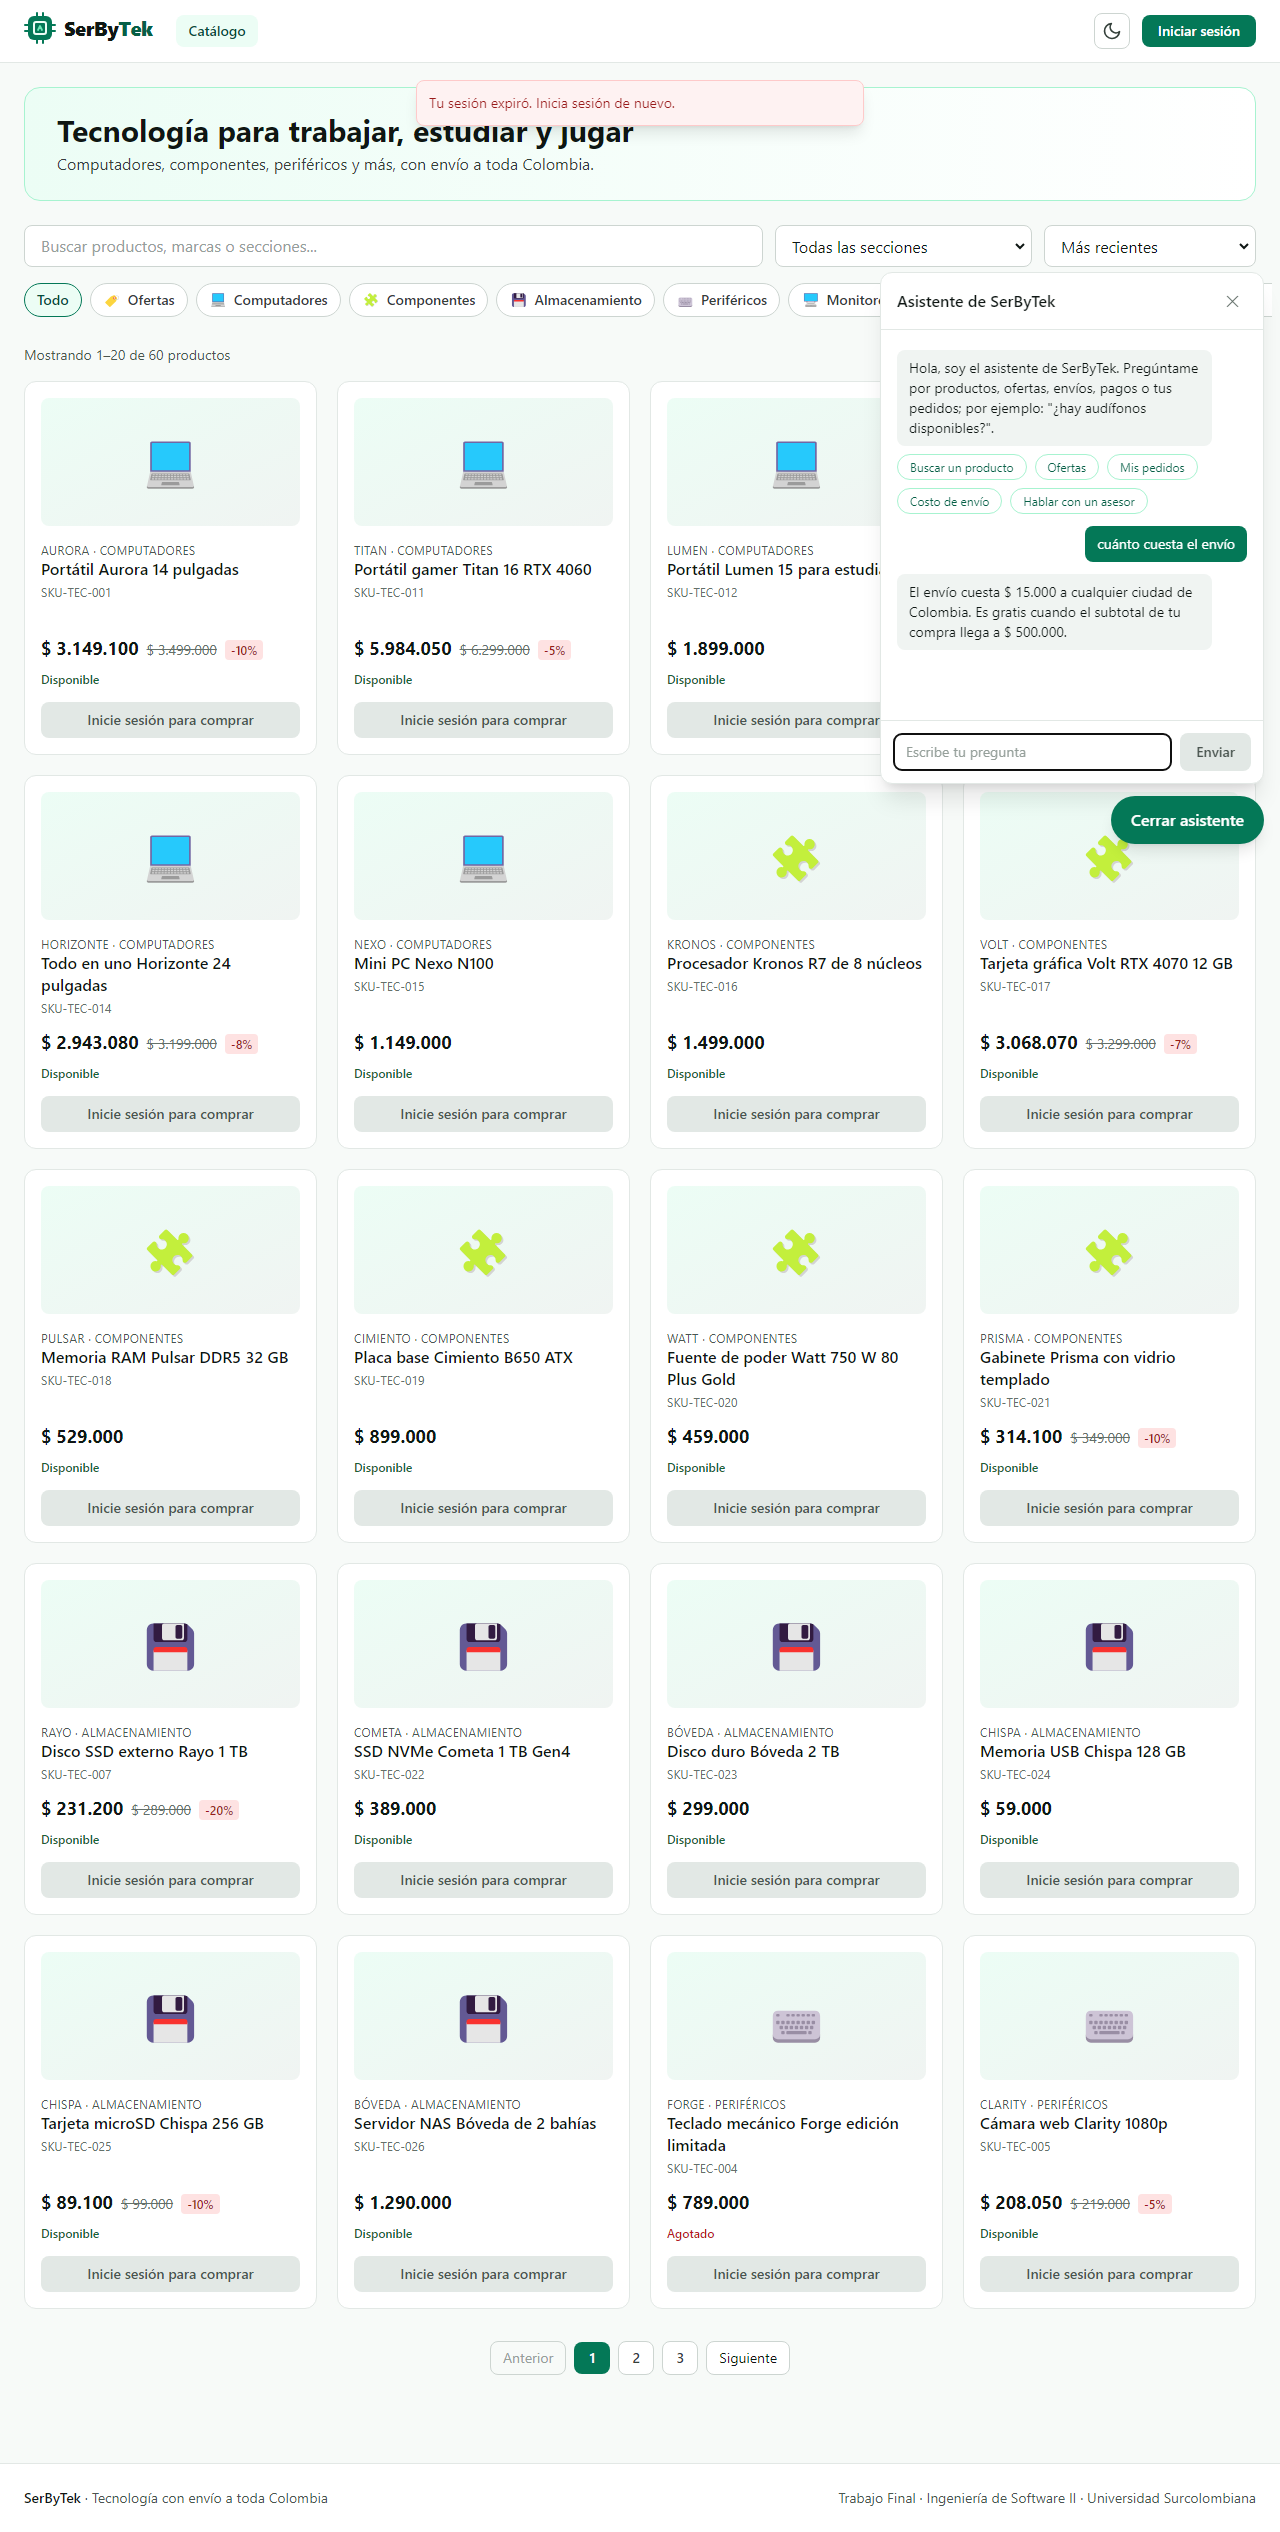 SerByTek
Catálogo
Iniciar sesión
Tu sesión expiró. Inicia sesión de nuevo.
Tecnología para trabajar, estudiar y jugar
Computadores, componentes, periféricos y más, con envío a toda Colombia.
Buscar productos, marcas o secciones...
Todas las secciones
Más recientes
Todo
Ofertas
Computadores
Componentes
Almacenamiento
Periféricos
Monitore
Mostrando 1–20 de 60 productos
Asistente de SerByTek
Hola, soy el asistente de SerByTek. Pregúntame
por productos, ofertas, envíos, pagos o tus
pedidos; por ejemplo: "¿hay audífonos
disponibles?".
Buscar un producto
Ofertas
Mis pedidos
Costo de envío
Hablar con un asesor
cuánto cuesta el envío
El envío cuesta $ 15.000 a cualquier ciudad de
Colombia. Es gratis cuando el subtotal de tu
compra llega a $ 500.000.
Escribe tu pregunta
Enviar
Cerrar asistente
AURORA · COMPUTADORES
Portátil Aurora 14 pulgadas
SKU-TEC-001
$ 3.149.100 $ 3.499.000 -10%
Disponible
Inicie sesión para comprar
TITAN · COMPUTADORES
Portátil gamer Titan 16 RTX 4060
SKU-TEC-011
$ 5.984.050 $ 6.299.000 -5%
Disponible
Inicie sesión para comprar
LUMEN · COMPUTADORES
Portátil Lumen 15 para estudi
SKU-TEC-012
$ 1.899.000
Disponible
Inicie sesión para comprar
HORIZONTE · COMPUTADORES
Todo en uno Horizonte 24
pulgadas
SKU-TEC-014
$ 2.943.080 $ 3.199.000 -8%
Disponible
Inicie sesión para comprar
NEXO · COMPUTADORES
Mini PC Nexo N100
SKU-TEC-015
$ 1.149.000
Disponible
Inicie sesión para comprar
KRONOS · COMPONENTES
Procesador Kronos R7 de 8 núcleos
SKU-TEC-016
$ 1.499.000
Disponible
Inicie sesión para comprar
VOLT · COMPONENTES
Tarjeta gráfica Volt RTX 4070 12 GB
SKU-TEC-017
$ 3.068.070 $ 3.299.000 -7%
Disponible
Inicie sesión para comprar
PULSAR · COMPONENTES
Memoria RAM Pulsar DDR5 32 GB
SKU-TEC-018
$ 529.000
Disponible
Inicie sesión para comprar
CIMIENTO · COMPONENTES
Placa base Cimiento B650 ATX
SKU-TEC-019
$ 899.000
Disponible
Inicie sesión para comprar
WATT · COMPONENTES
Fuente de poder Watt 750 W 80
Plus Gold
SKU-TEC-020
$ 459.000
Disponible
Inicie sesión para comprar
PRISMA · COMPONENTES
Gabinete Prisma con vidrio
templado
SKU-TEC-021
$ 314.100 $ 349.000 -10%
Disponible
Inicie sesión para comprar
RAYO · ALMACENAMIENTO
Disco SSD externo Rayo 1 TB
SKU-TEC-007
$ 231.200 $ 289.000 -20%
Disponible
Inicie sesión para comprar
COMETA · ALMACENAMIENTO
SSD NVMe Cometa 1 TB Gen4
SKU-TEC-022
$ 389.000
Disponible
Inicie sesión para comprar
BÓVEDA · ALMACENAMIENTO
Disco duro Bóveda 2 TB
SKU-TEC-023
$ 299.000
Disponible
Inicie sesión para comprar
CHISPA · ALMACENAMIENTO
Memoria USB Chispa 128 GB
SKU-TEC-024
$ 59.000
Disponible
Inicie sesión para comprar
CHISPA · ALMACENAMIENTO
Tarjeta microSD Chispa 256 GB
SKU-TEC-025
$ 89.100 $ 99.000 -10%
Disponible
Inicie sesión para comprar
BÓVEDA · ALMACENAMIENTO
Servidor NAS Bóveda de 2 bahías
SKU-TEC-026
$ 1.290.000
Disponible
Inicie sesión para comprar
FORGE · PERIFÉRICOS
Teclado mecánico Forge edición
limitada
SKU-TEC-004
$ 789.000
Agotado
Inicie sesión para comprar
CLARITY · PERIFÉRICOS
Cámara web Clarity 1080p
SKU-TEC-005
$ 208.050 $ 219.000 -5%
Disponible
Inicie sesión para comprar
Anterior
1
2
3
Siguiente
SerByTek · Tecnología con envío a toda Colombia
Trabajo Final · Ingeniería de Software II · Universidad Surcolombiana